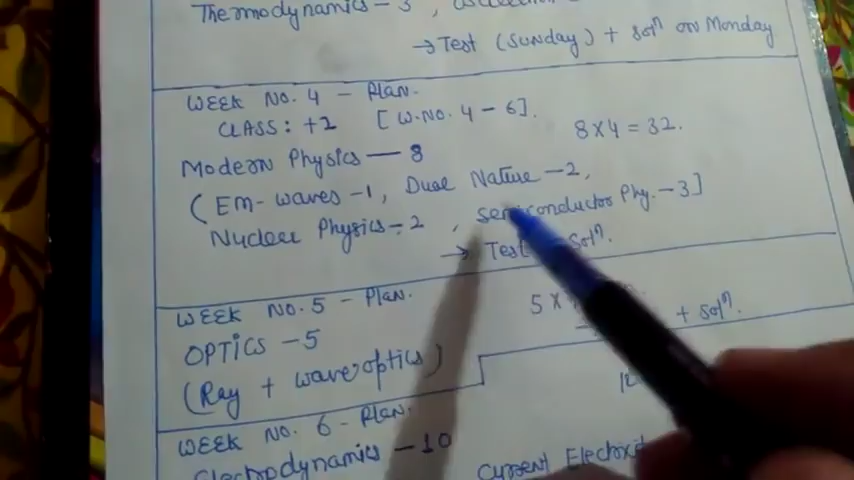 Thermodynamics - 3 ,
→ Test (Sunday) + Solⁿ on Monday
WEEK NO. 4 - Plan.
CLASS: +2 [W.NO. 4 - 6].
8 x 4 = 32.
Modern Physics — 8
(EM-waves -1, Dual Nature -2,
Nuclear Physics - 2 , Semiconductor Phy. - 3]
→ Test Solⁿ.
WEEK NO. 5 - Plan.
5 x
+ Solⁿ.
OPTICS - 5
(Ray + wave optics)
WEEK NO. 6 - Plan.
Electrodynamics - 10
Current